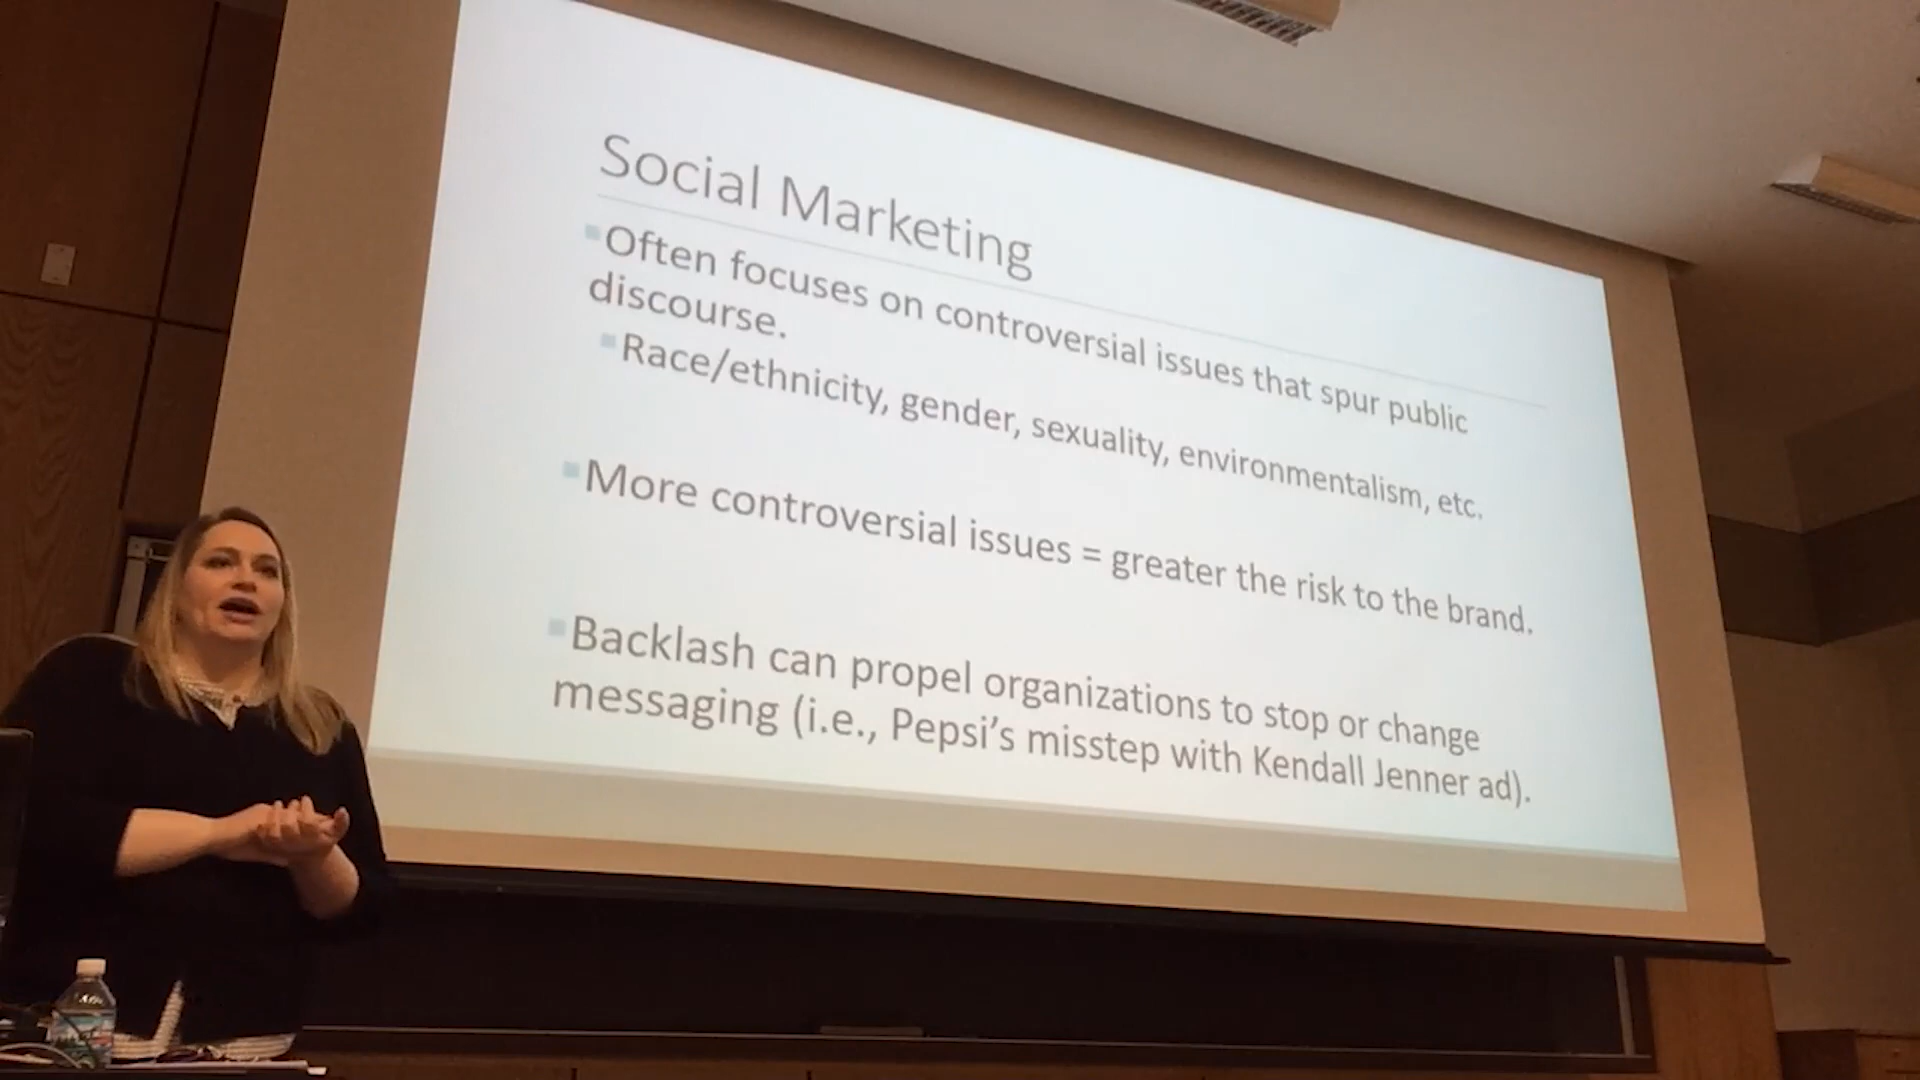 Social Marketing
Often focuses on controversial issues that spur public
discourse.
Race/ethnicity, gender, sexuality, environmentalism, etc.
More controversial issues = greater the risk to the brand.
Backlash can propel organizations to stop or change
messaging (i.e., Pepsi's misstep with Kendall Jenner ad).